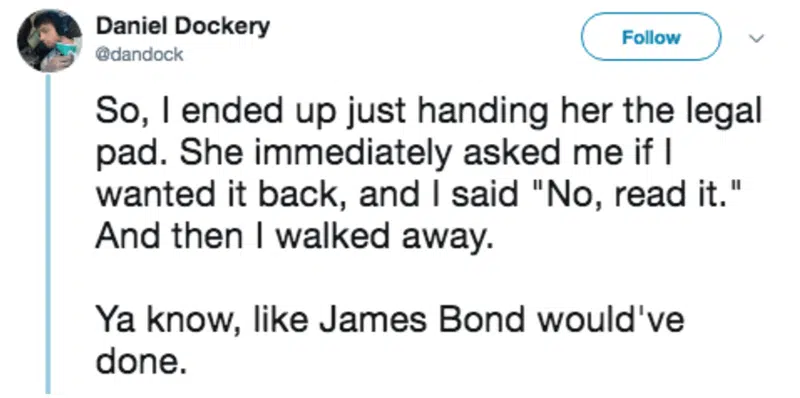 Daniel Dockery
@dandock
Follow
So, I ended up just handing her the legal
pad. She immediately asked me if I
wanted it back, and I said "No, read it."
And then I walked away.
Ya know, like James Bond would've
done.